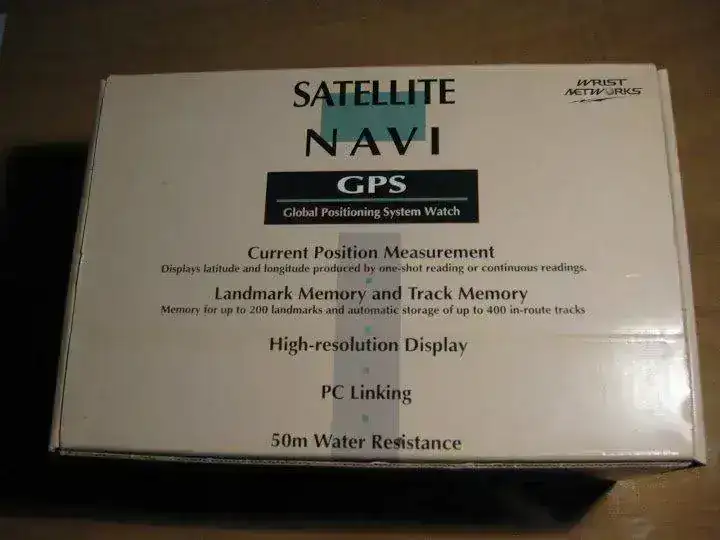 SATELLITE
WRIST
NETWORKS
NAVI
GPS
Global Positioning System Watch
Current Position Measurement
Displays latitude and longitude produced by one-shot reading or continuous readings.
Landmark Memory and Track Memory
Memory for up to 200 landmarks and automatic storage of up to 400 in-route tracks
High-resolution Display
PC Linking
50m Water Resistance